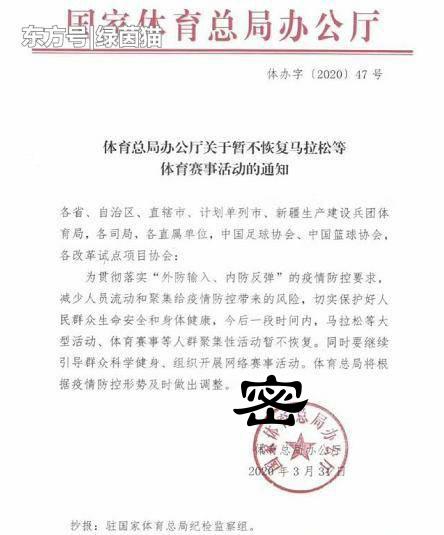 国家体育总局办公厅
东方号|绿茵猫
体办字〔2020〕47号
体育总局办公厅关于暂不恢复马拉松等
体育赛事活动的通知
各省、自治区、直辖市、计划单列市、新疆生产建设兵团体
育局，各司局，各直属单位，中国足球协会、中国篮球协会，
各改革试点项目协会：
为贯彻落实“外防输入、内防反弹”的疫情防控要求，
减少人员流动和聚集给疫情防控带来的风险，切实保护好人
民群众生命安全和身体健康，今后一段时间内，马拉松等大
型活动、体育赛事等人群聚集性活动暂不恢复。同时要继续
引导群众科学健身、组织开展网络赛事活动。体育总局将根
据疫情防控形势及时做出调整。
密
国家体育总局办公厅
体育总局办公厅
2020年3月31日
抄报：驻国家体育总局纪检监察组。